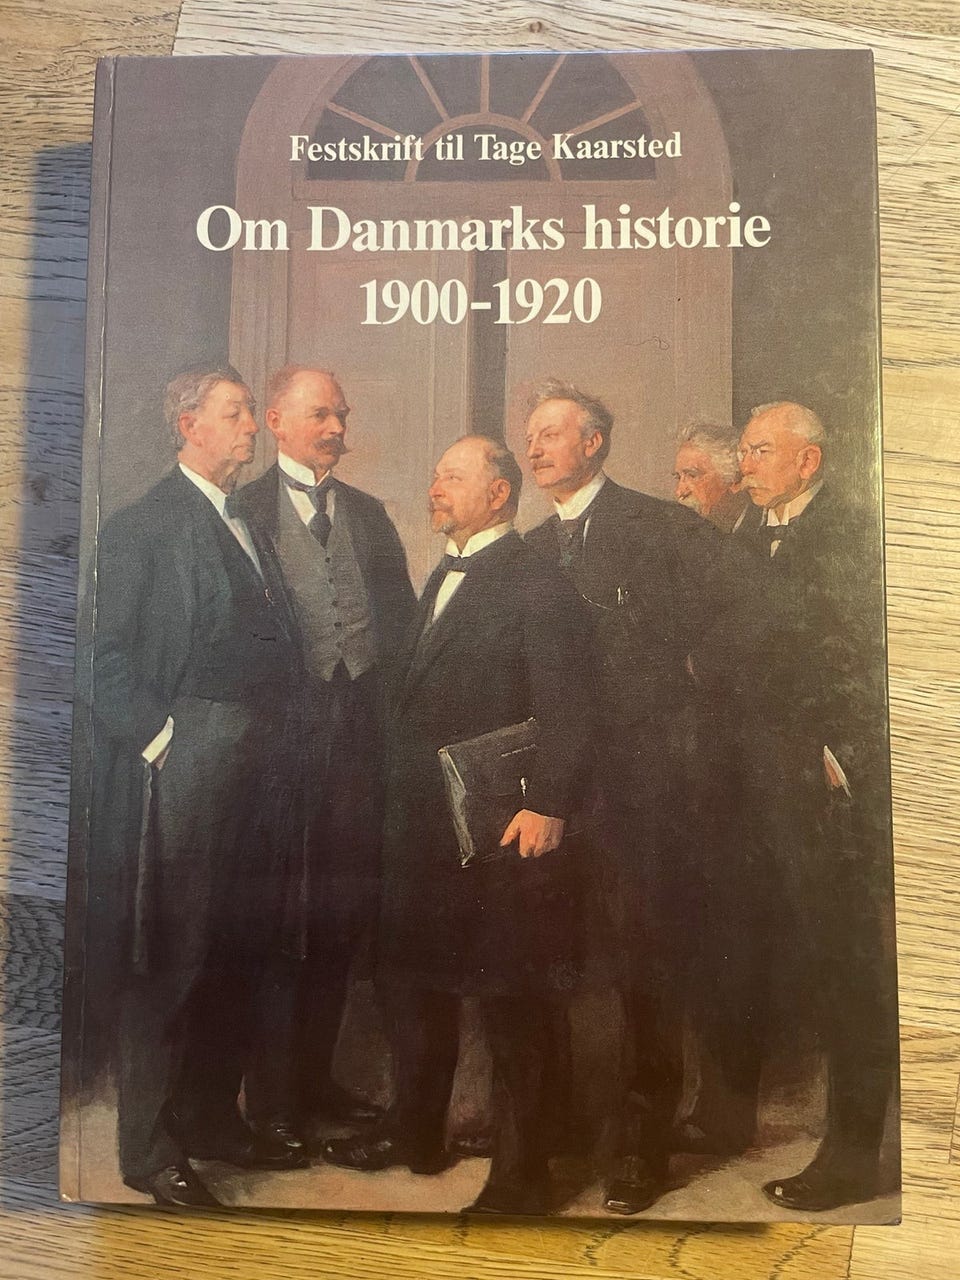 Festskrift til Tage Kaarsted
Om Danmarks historie
1900-1920